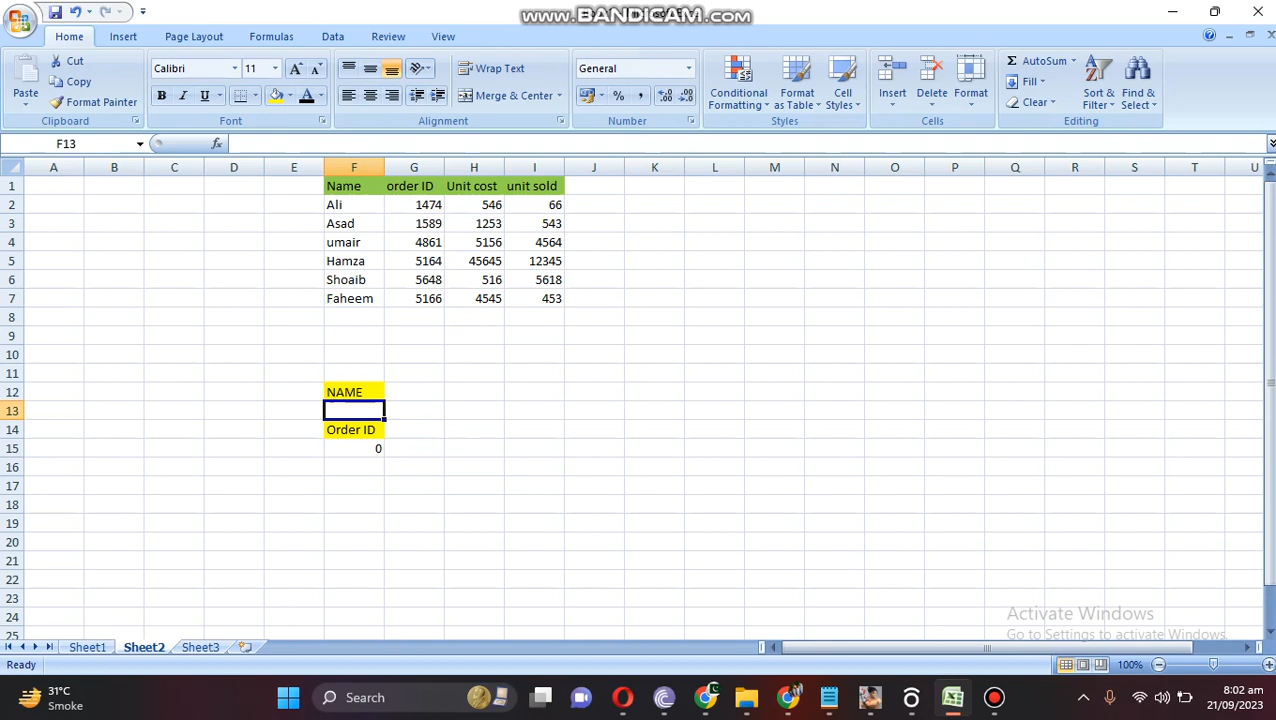 www.BANDICAM.com
Home Insert Page Layout Formulas Data Review View
Paste
Cut
Copy
Format Painter
Clipboard
Calibri 11
B I U
Font
Wrap Text
Merge & Center
Alignment
General
% ,
Number
Conditional Formatting
Format as Table
Cell Styles
Styles
Insert
Delete
Format
Cells
Σ AutoSum
Fill
Clear
Sort & Filter
Find & Select
Editing
F13 fx
A B C D E F G H I J K L M N O P Q R S T U
1 Name order ID Unit cost unit sold
2 Ali 1474 546 66
3 Asad 1589 1253 543
4 umair 4861 5156 4564
5 Hamza 5164 45645 12345
6 Shoaib 5648 516 5618
7 Faheem 5166 4545 453
8
9
10
11
12 NAME
13
14 Order ID
15 0
16
17
18
19
20
21
22
23
24
25
Activate Windows
Go to Settings to activate Windows.
Sheet1 Sheet2 Sheet3
Ready 100%
31°C
Smoke
Search
8:02 am
21/09/2023